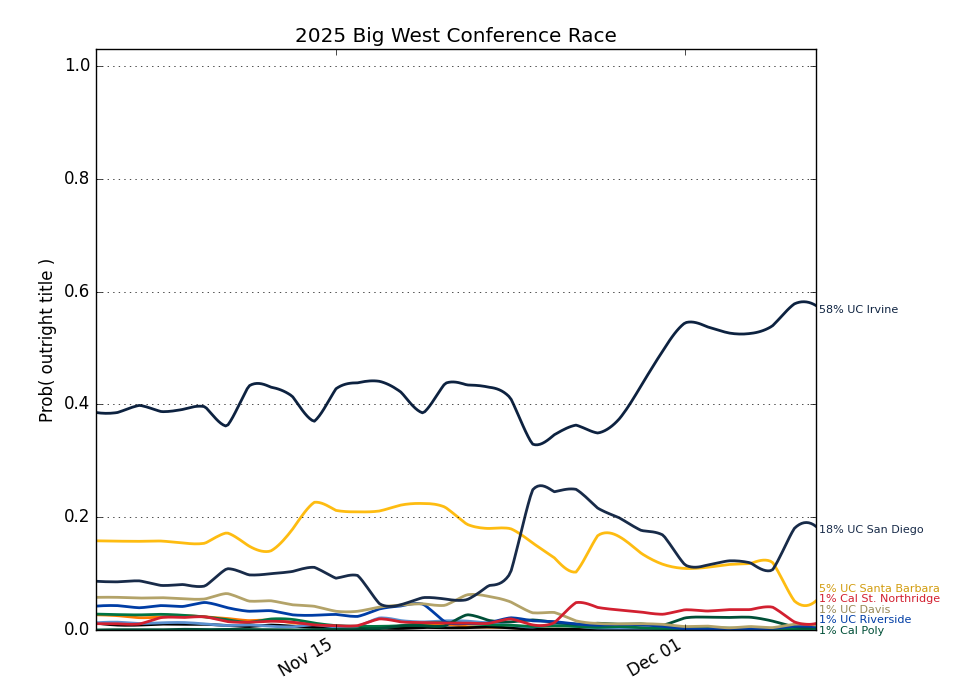 2025 Big West Conference Race
Prob( outright title )
1.0
0.8
0.6
0.4
0.2
0.0
Nov 15
Dec 01
58% UC Irvine
18% UC San Diego
5% UC Santa Barbara
1% Cal St. Northridge
1% UC Davis
1% UC Riverside
1% Cal Poly